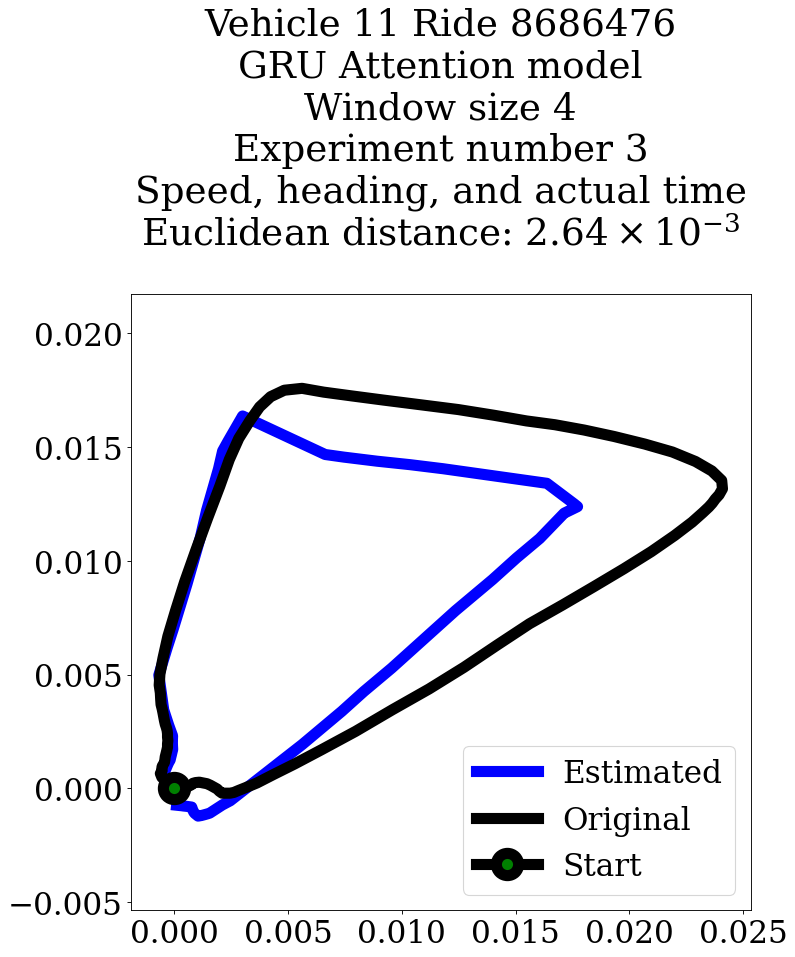 Vehicle 11 Ride 8686476
GRU Attention model
Window size 4
Experiment number 3
Speed, heading, and actual time
Euclidean distance: 2.64 × 10⁻³
0.020
0.015
0.010
0.005
0.000
−0.005
0.000 0.005 0.010 0.015 0.020 0.025
Estimated
Original
Start